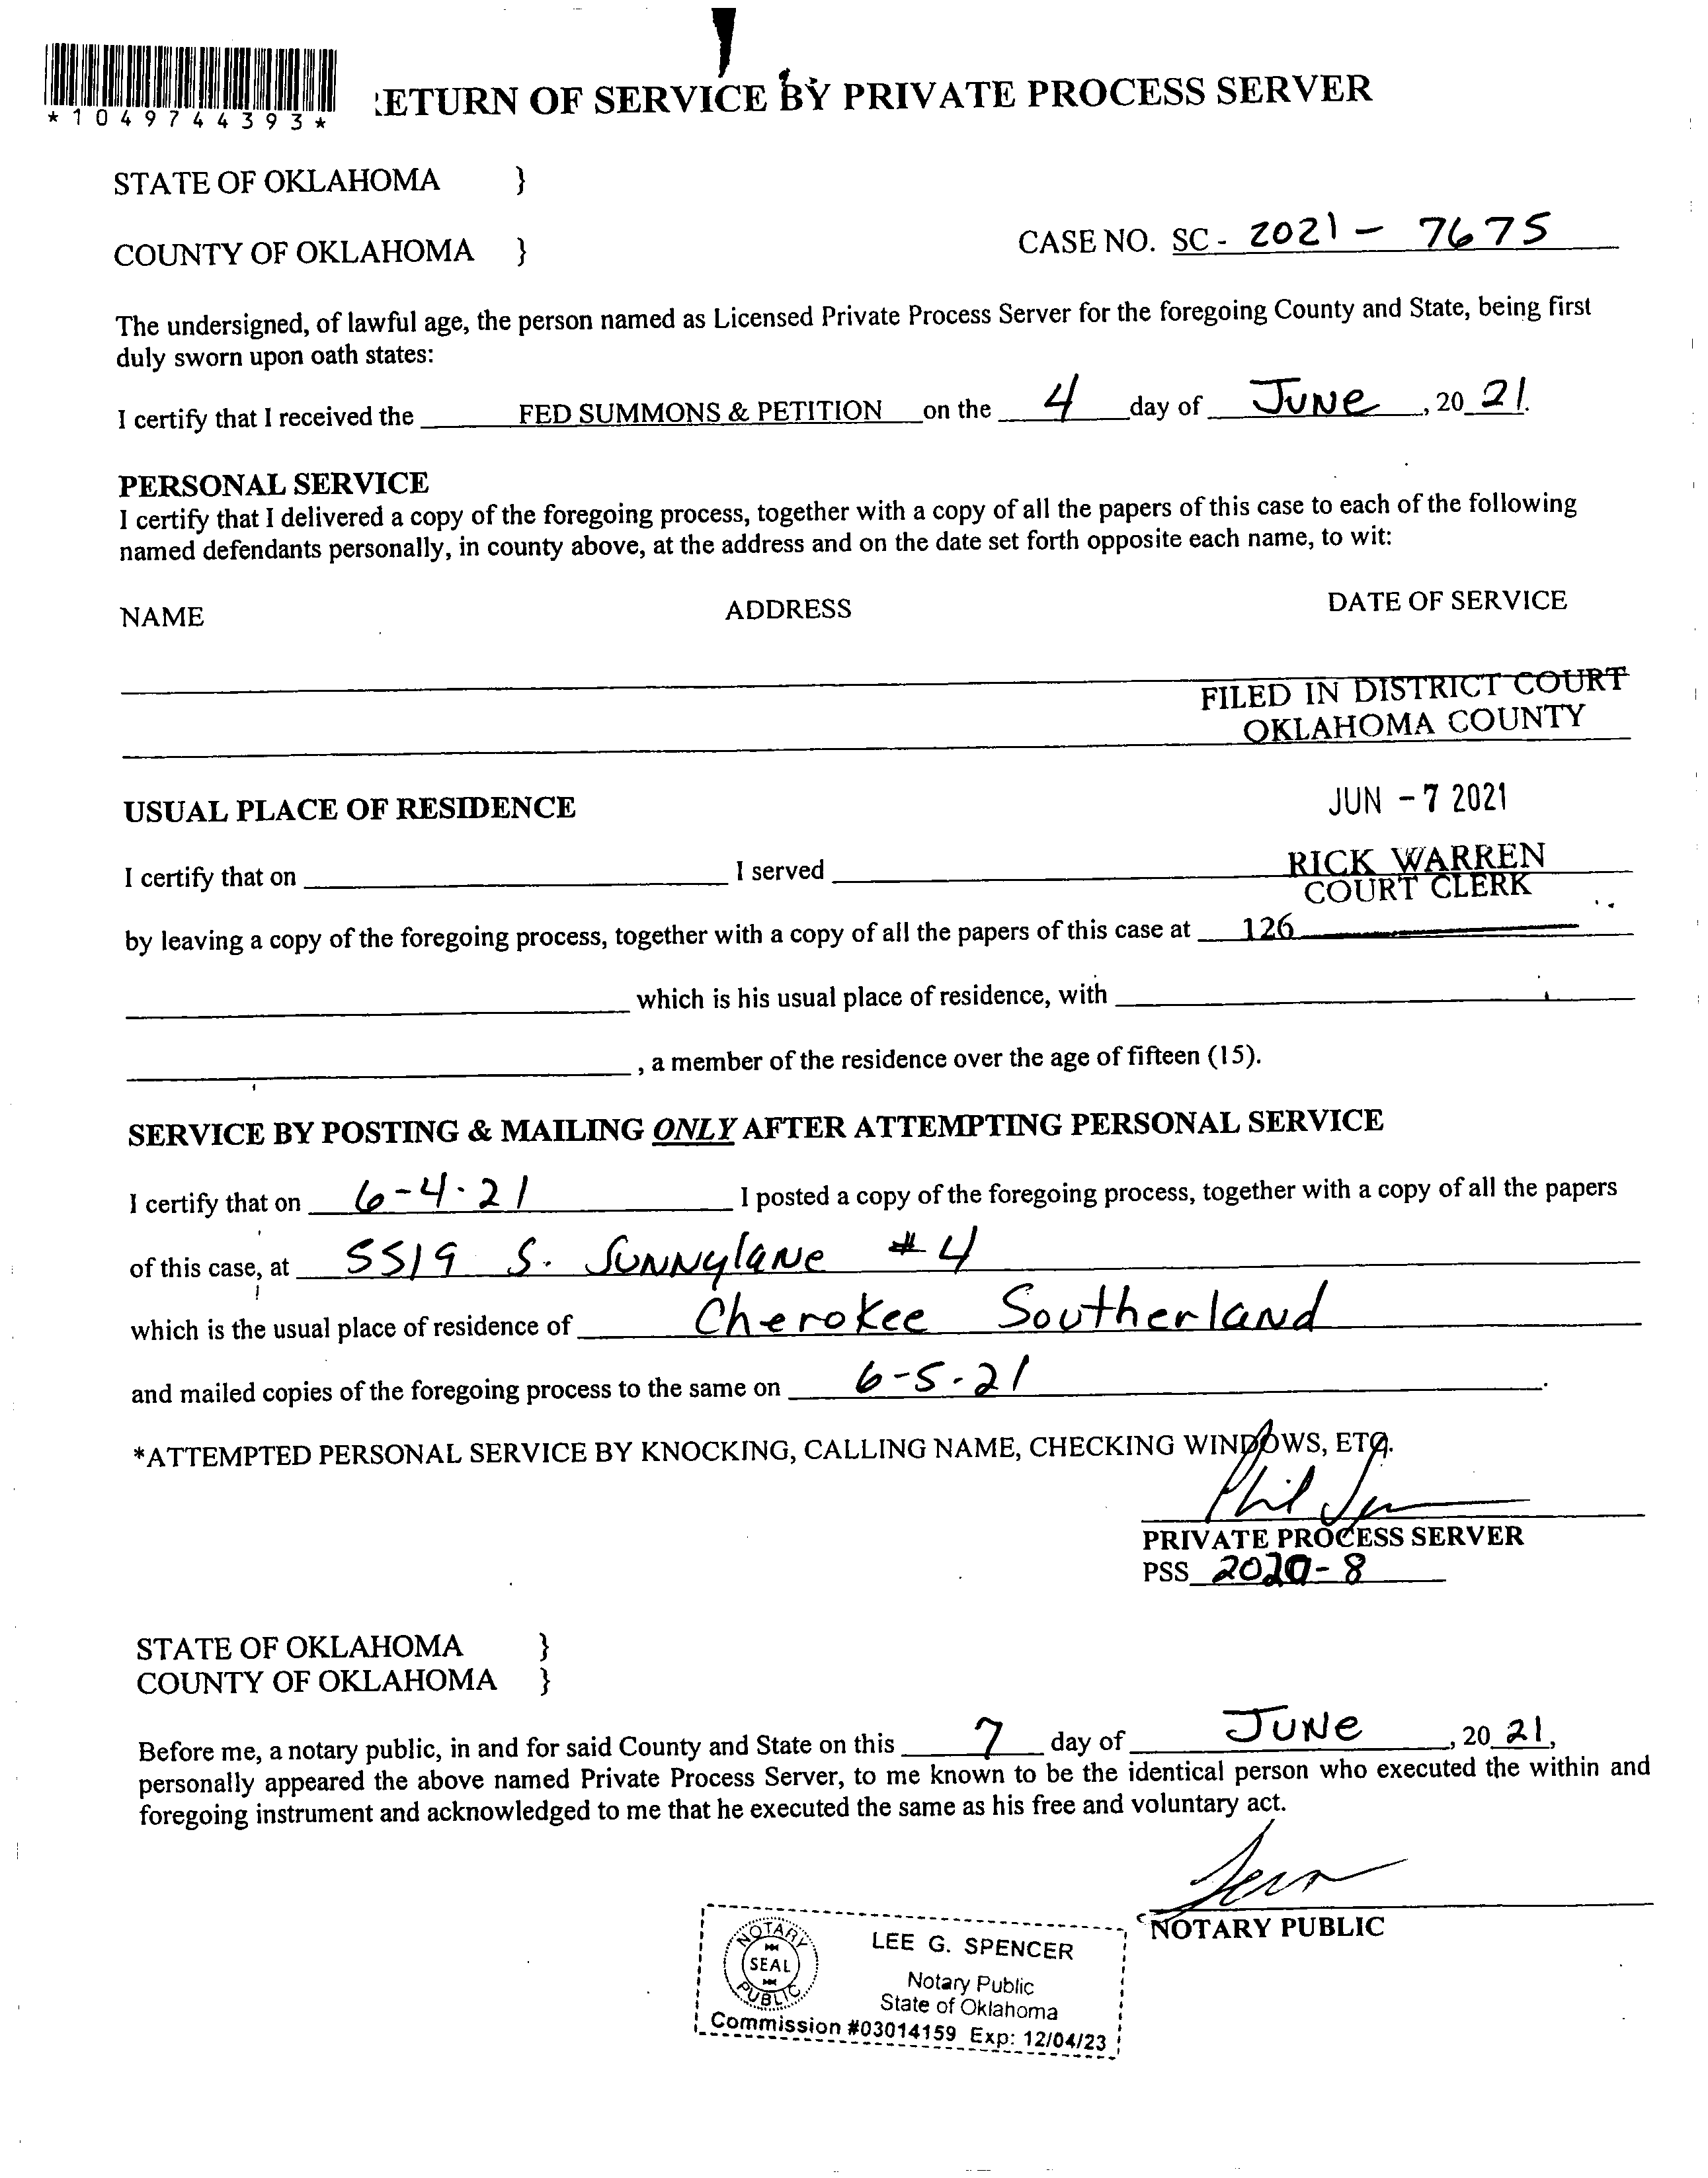 *1049744393*
ETURN OF SERVICE BY PRIVATE PROCESS SERVER
STATE OF OKLAHOMA }
COUNTY OF OKLAHOMA }
CASE NO. SC - 2021 - 7675
The undersigned, of lawful age, the person named as Licensed Private Process Server for the foregoing County and State, being first
duly sworn upon oath states:
I certify that I received the FED SUMMONS & PETITION on the 4 day of June, 20 21.
PERSONAL SERVICE
I certify that I delivered a copy of the foregoing process, together with a copy of all the papers of this case to each of the following
named defendants personally, in county above, at the address and on the date set forth opposite each name, to wit:
NAME ADDRESS DATE OF SERVICE
FILED IN DISTRICT COURT
OKLAHOMA COUNTY
JUN - 7 2021
USUAL PLACE OF RESIDENCE
RICK WARREN
COURT CLERK
I certify that on I served
by leaving a copy of the foregoing process, together with a copy of all the papers of this case at 126
which is his usual place of residence, with
, a member of the residence over the age of fifteen (15).
SERVICE BY POSTING & MAILING ONLY AFTER ATTEMPTING PERSONAL SERVICE
I certify that on 6-4-21 I posted a copy of the foregoing process, together with a copy of all the papers
of this case, at 5519 S. Sunnylane #4
which is the usual place of residence of Cherokee Southerland
and mailed copies of the foregoing process to the same on 6-5-21.
*ATTEMPTED PERSONAL SERVICE BY KNOCKING, CALLING NAME, CHECKING WINDOWS, ETC.
Phil
PRIVATE PROCESS SERVER
PSS 2020-8
STATE OF OKLAHOMA }
COUNTY OF OKLAHOMA }
Before me, a notary public, in and for said County and State on this 7 day of June, 20 21,
personally appeared the above named Private Process Server, to me known to be the identical person who executed the within and
foregoing instrument and acknowledged to me that he executed the same as his free and voluntary act.
NOTARY PUBLIC
NOTARY
SEAL
PUBLIC
LEE G. SPENCER
Notary Public
State of Oklahoma
Commission #03014159 Exp: 12/04/23